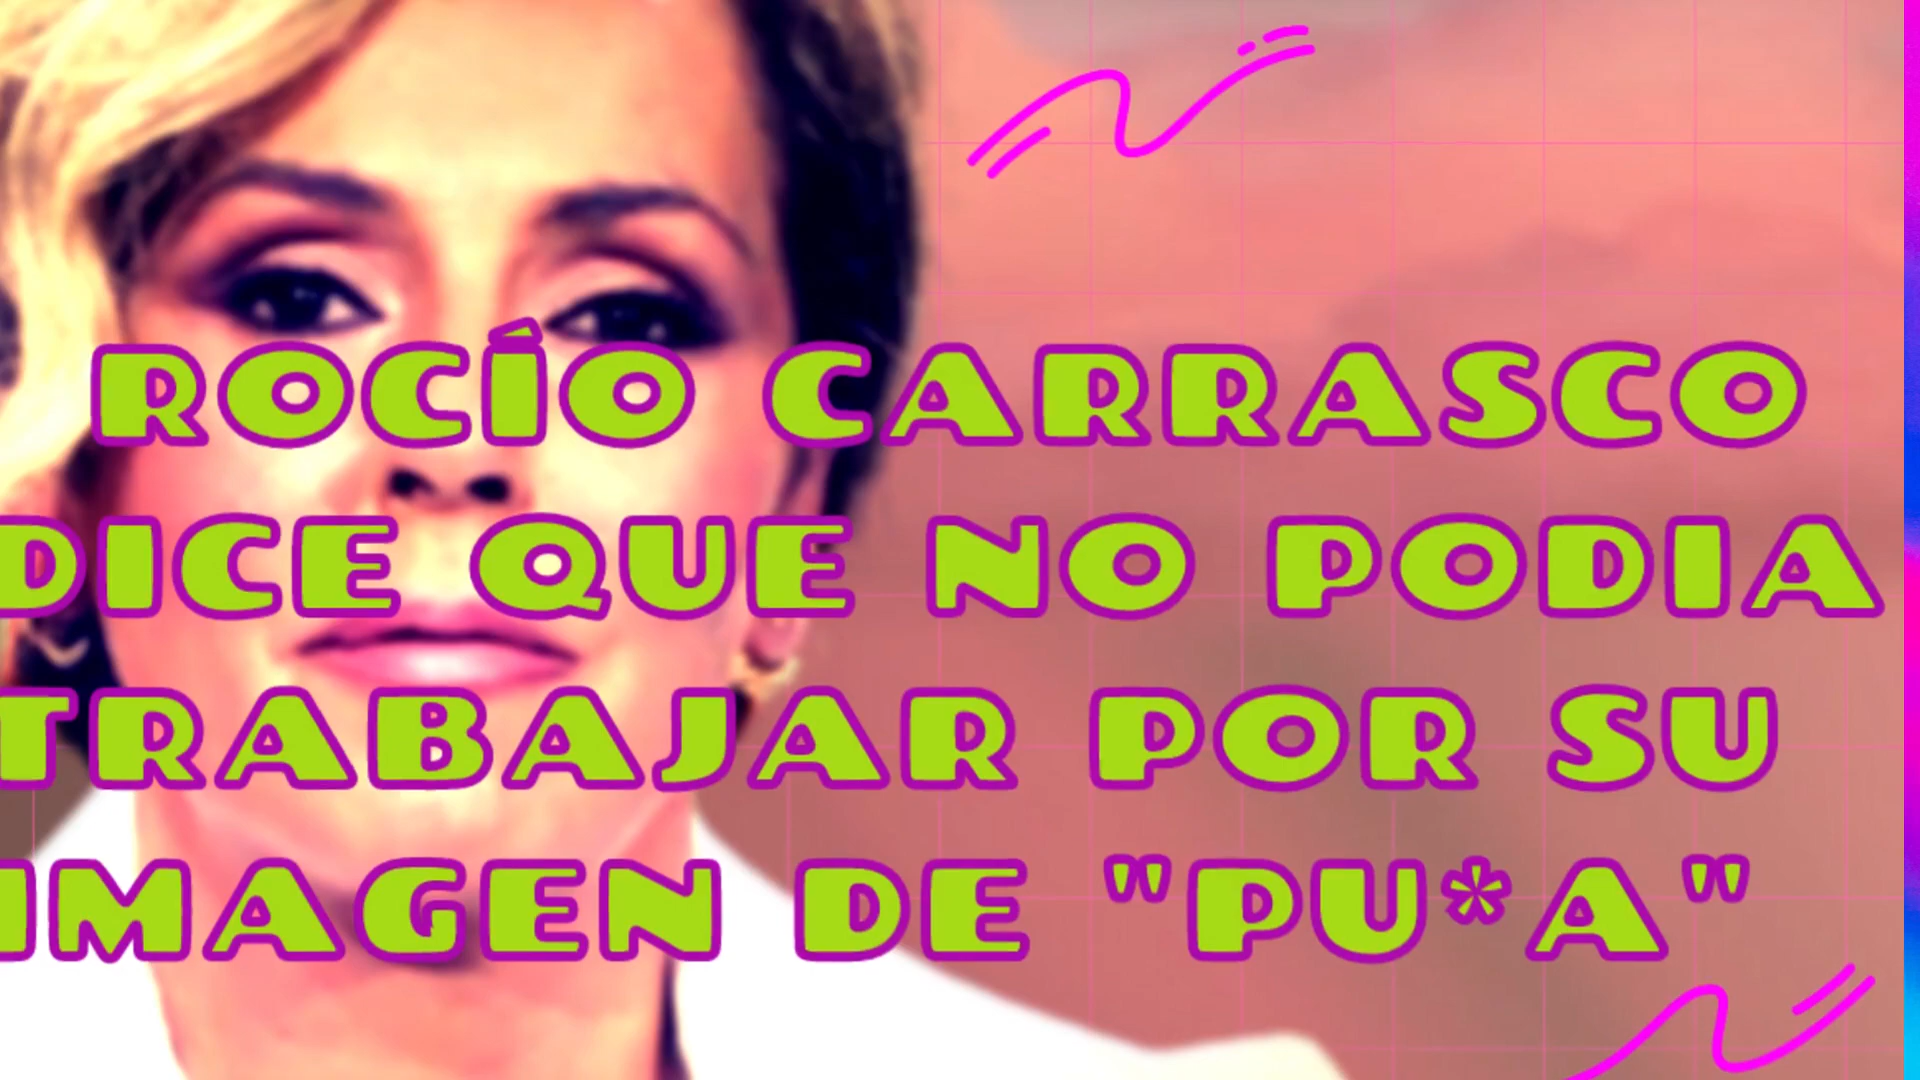 ROCÍO CARRASCO
DICE QUE NO PODIA
TRABAJAR POR SU
IMAGEN DE "PU*A"